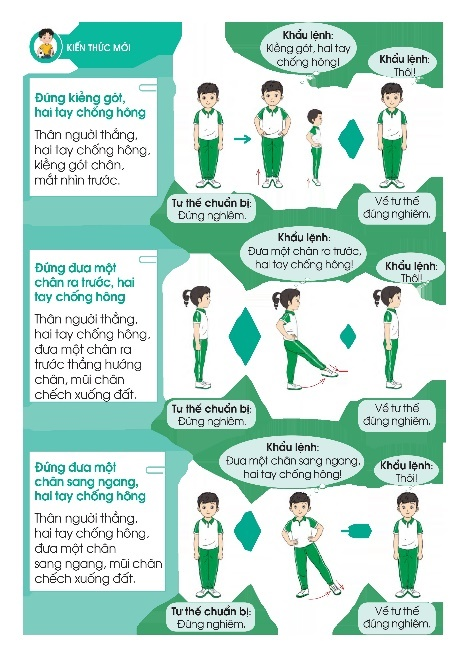 KIẾN THỨC MỚI
Khẩu lệnh:
Kiễng gót, hai tay
chống hông!
Khẩu lệnh:
Thôi!
Đứng kiễng gót,
hai tay chống hông
Thân người thẳng,
hai tay chống hông,
kiễng gót chân,
mắt nhìn trước.
Tư thế chuẩn bị:
Đứng nghiêm.
Về tư thế
đứng nghiêm.
Khẩu lệnh:
Đưa một chân ra trước,
hai tay chống hông!
Khẩu lệnh:
Thôi!
Đứng đưa một
chân ra trước, hai
tay chống hông
Thân người thẳng,
hai tay chống hông,
đưa một chân ra
trước thẳng hướng
chân, mũi chân
chếch xuống đất.
Tư thế chuẩn bị:
Đứng nghiêm.
Về tư thế
đứng nghiêm.
Khẩu lệnh:
Đưa một chân sang ngang,
hai tay chống hông!
Khẩu lệnh:
Thôi!
Đứng đưa một
chân sang ngang,
hai tay chống hông
Thân người thẳng,
hai tay chống hông,
đưa một chân
sang ngang, mũi chân
chếch xuống đất.
Tư thế chuẩn bị:
Đứng nghiêm.
Về tư thế
đứng nghiêm.